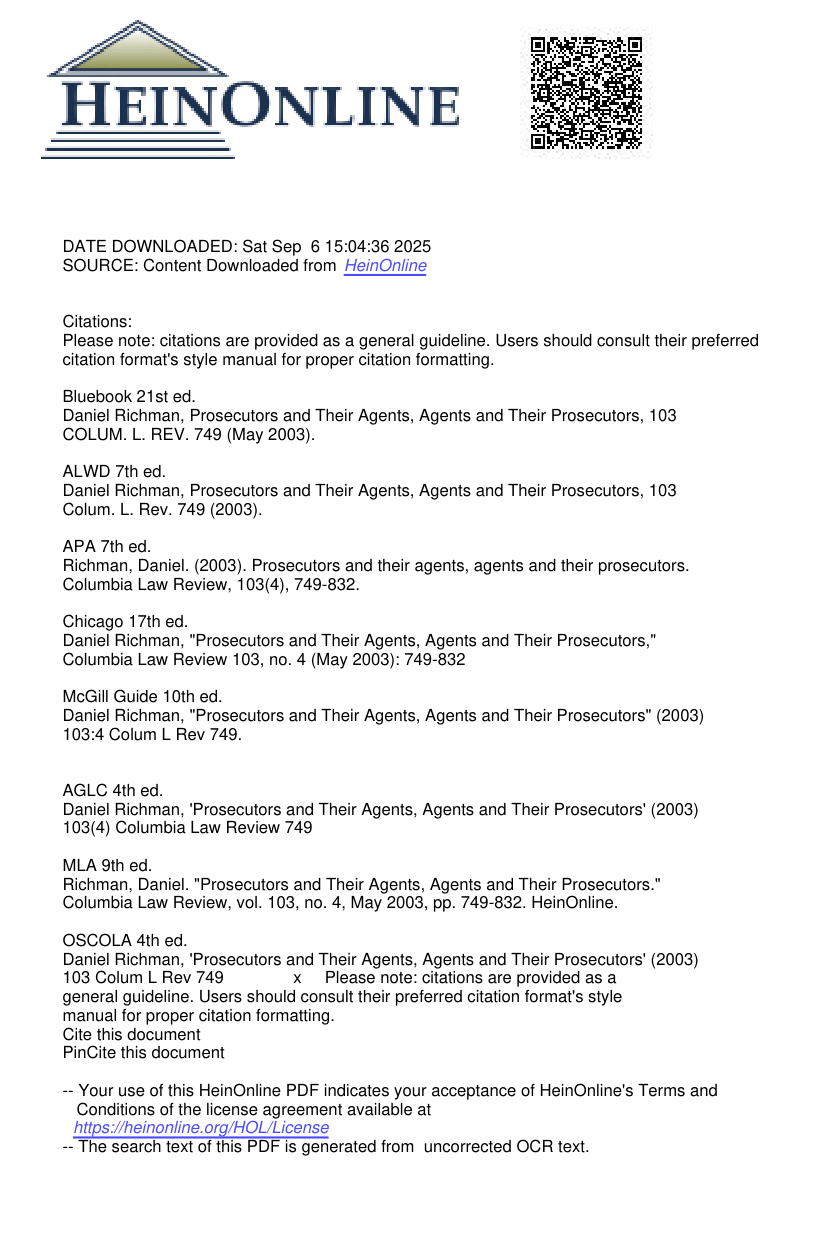 HEINONLINE
DATE DOWNLOADED: Sat Sep  6 15:04:36 2025
SOURCE: Content Downloaded from HeinOnline
Citations:
Please note: citations are provided as a general guideline. Users should consult their preferred
citation format's style manual for proper citation formatting.
Bluebook 21st ed.
Daniel Richman, Prosecutors and Their Agents, Agents and Their Prosecutors, 103
COLUM. L. REV. 749 (May 2003).
ALWD 7th ed.
Daniel Richman, Prosecutors and Their Agents, Agents and Their Prosecutors, 103
Colum. L. Rev. 749 (2003).
APA 7th ed.
Richman, Daniel. (2003). Prosecutors and their agents, agents and their prosecutors.
Columbia Law Review, 103(4), 749-832.
Chicago 17th ed.
Daniel Richman, "Prosecutors and Their Agents, Agents and Their Prosecutors,"
Columbia Law Review 103, no. 4 (May 2003): 749-832
McGill Guide 10th ed.
Daniel Richman, "Prosecutors and Their Agents, Agents and Their Prosecutors" (2003)
103:4 Colum L Rev 749.
AGLC 4th ed.
Daniel Richman, 'Prosecutors and Their Agents, Agents and Their Prosecutors' (2003)
103(4) Columbia Law Review 749
MLA 9th ed.
Richman, Daniel. "Prosecutors and Their Agents, Agents and Their Prosecutors."
Columbia Law Review, vol. 103, no. 4, May 2003, pp. 749-832. HeinOnline.
OSCOLA 4th ed.
Daniel Richman, 'Prosecutors and Their Agents, Agents and Their Prosecutors' (2003)
103 Colum L Rev 749 x Please note: citations are provided as a
general guideline. Users should consult their preferred citation format's style
manual for proper citation formatting.
Cite this document
PinCite this document
-- Your use of this HeinOnline PDF indicates your acceptance of HeinOnline's Terms and
Conditions of the license agreement available at
https://heinonline.org/HOL/License
-- The search text of this PDF is generated from  uncorrected OCR text.